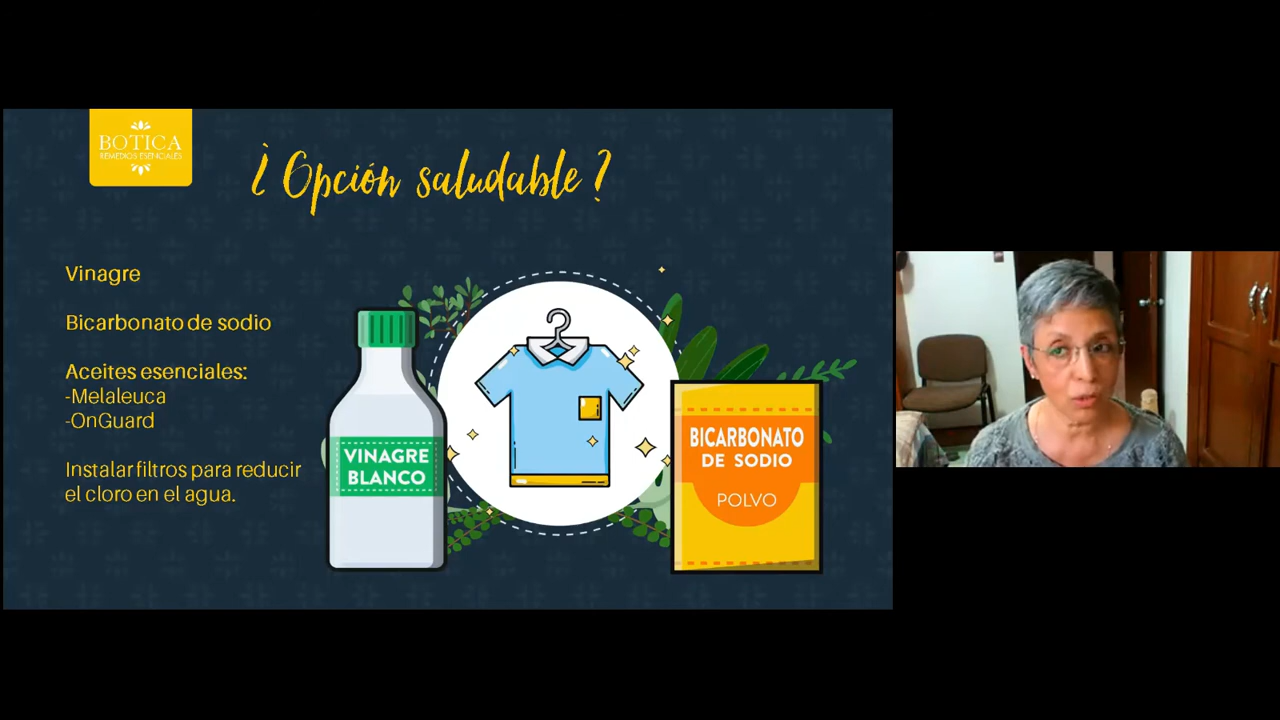 BOTICA
REMEDIOS ESENCIALES
¿ Opción saludable ?
Vinagre
Bicarbonato de sodio
Aceites esenciales:
-Melaleuca
-OnGuard
Instalar filtros para reducir
el cloro en el agua.
VINAGRE
BLANCO
BICARBONATO
DE SODIO
POLVO